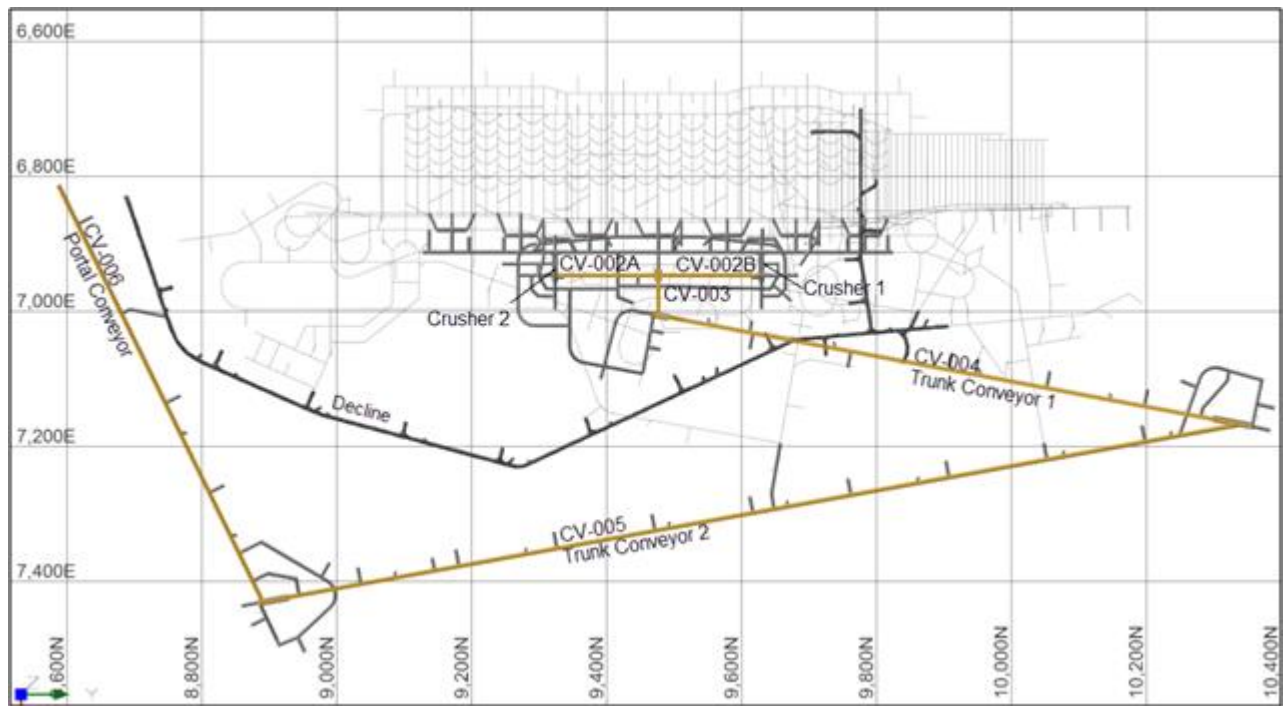 6,600E
6,800E
CV-006
Portal Conveyor
CV-002A
CV-002B
Crusher 1
7,000E
CV-003
Crusher 2
CV-004
Trunk Conveyor 1
Decline
7,200E
CV-005
Trunk Conveyor 2
7,400E
,600N
8,800N
9,000N
9,200N
9,400N
9,600N
9,800N
10,000N
10,200N
10,400N
Z
Y